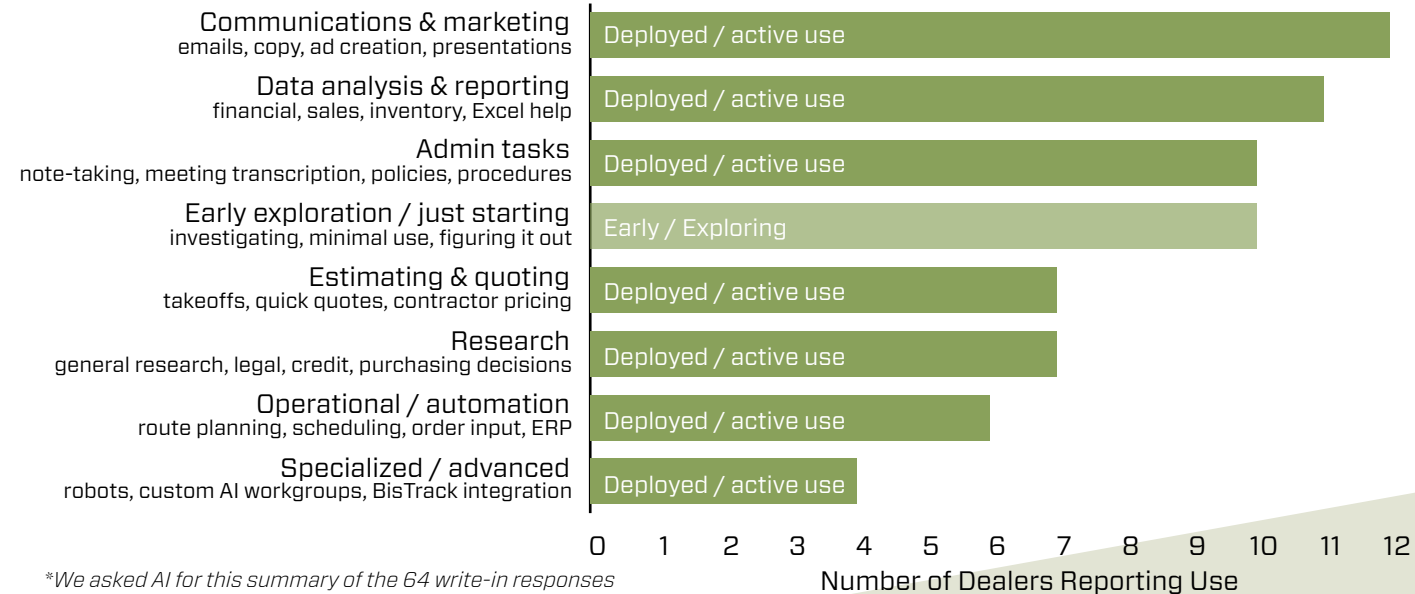 Communications & marketing
emails, copy, ad creation, presentations
Deployed / active use
Data analysis & reporting
financial, sales, inventory, Excel help
Deployed / active use
Admin tasks
note-taking, meeting transcription, policies, procedures
Deployed / active use
Early exploration / just starting
investigating, minimal use, figuring it out
Early / Exploring
Estimating & quoting
takeoffs, quick quotes, contractor pricing
Deployed / active use
Research
general research, legal, credit, purchasing decisions
Deployed / active use
Operational / automation
route planning, scheduling, order input, ERP
Deployed / active use
Specialized / advanced
robots, custom AI workgroups, BisTrack integration
Deployed / active use
0 1 2 3 4 5 6 7 8 9 10 11 12
*We asked AI for this summary of the 64 write-in responses
Number of Dealers Reporting Use